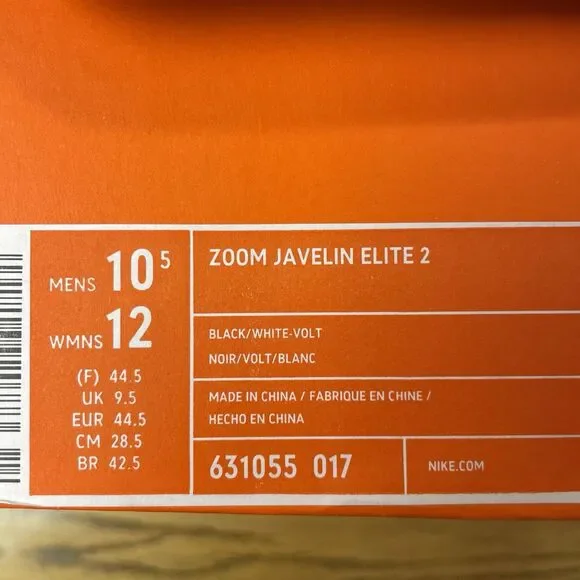 MENS 10 5
WMNS 12
(F) 44.5
UK 9.5
EUR 44.5
CM 28.5
BR 42.5
ZOOM JAVELIN ELITE 2
BLACK/WHITE-VOLT
NOIR/VOLT/BLANC
MADE IN CHINA / FABRIQUE EN CHINE /
HECHO EN CHINA
631055 017
NIKE.COM